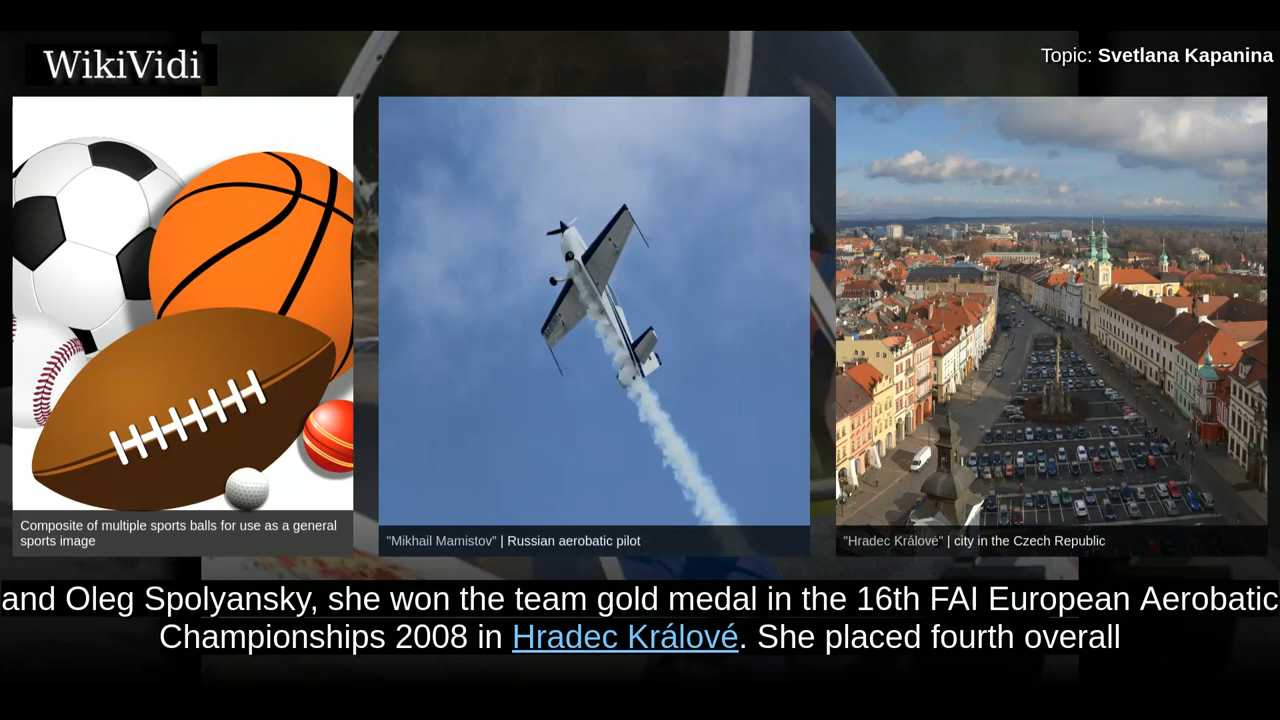 WikiVidi
Topic: Svetlana Kapanina
Composite of multiple sports balls for use as a general
sports image
"Mikhail Mamistov" | Russian aerobatic pilot
"Hradec Králové" | city in the Czech Republic
and Oleg Spolyansky, she won the team gold medal in the 16th FAI European Aerobatic
Championships 2008 in Hradec Králové. She placed fourth overall